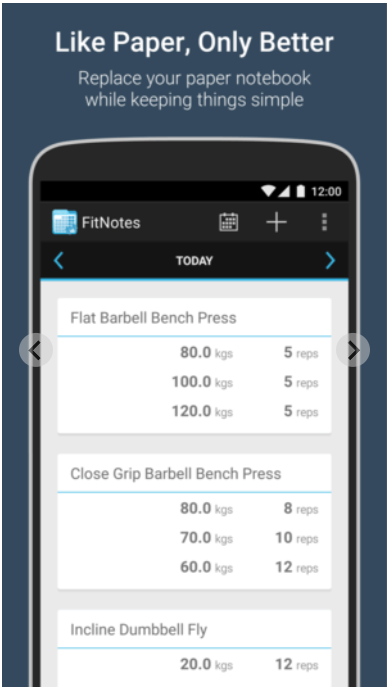 Like Paper, Only Better
Replace your paper notebook
while keeping things simple
12:00
FitNotes
TODAY
Flat Barbell Bench Press
80.0 kgs 5 reps
100.0 kgs 5 reps
120.0 kgs 5 reps
Close Grip Barbell Bench Press
80.0 kgs 8 reps
70.0 kgs 10 reps
60.0 kgs 12 reps
Incline Dumbbell Fly
20.0 kgs 12 reps